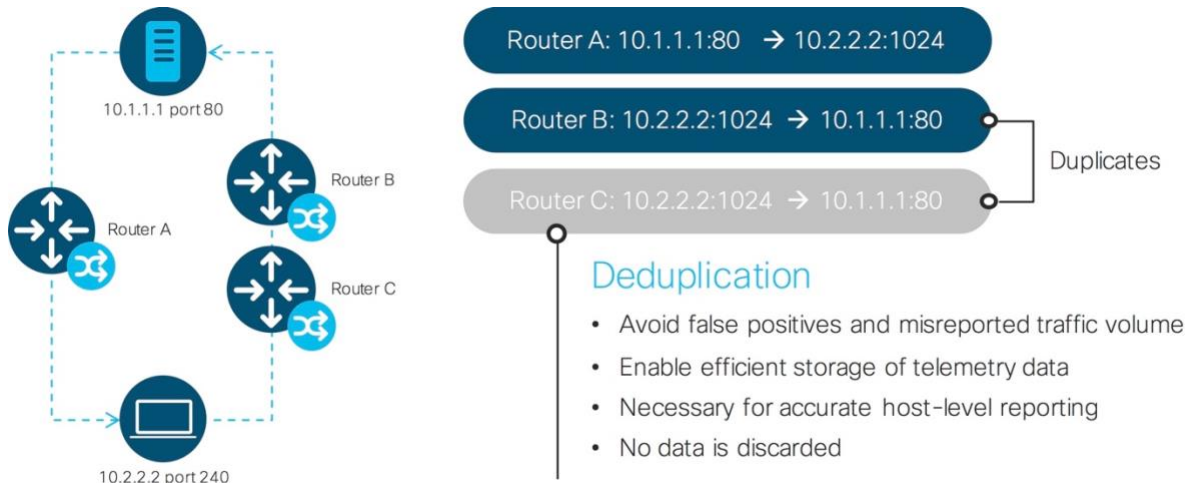 10.1.1.1 port 80
Router B
Router A
Router C
10.2.2.2 port 240
Router A: 10.1.1.1:80 → 10.2.2.2:1024
Router B: 10.2.2.2:1024 → 10.1.1.1:80
Duplicates
Router C: 10.2.2.2:1024 → 10.1.1.1:80
Deduplication
• Avoid false positives and misreported traffic volume
• Enable efficient storage of telemetry data
• Necessary for accurate host-level reporting
• No data is discarded